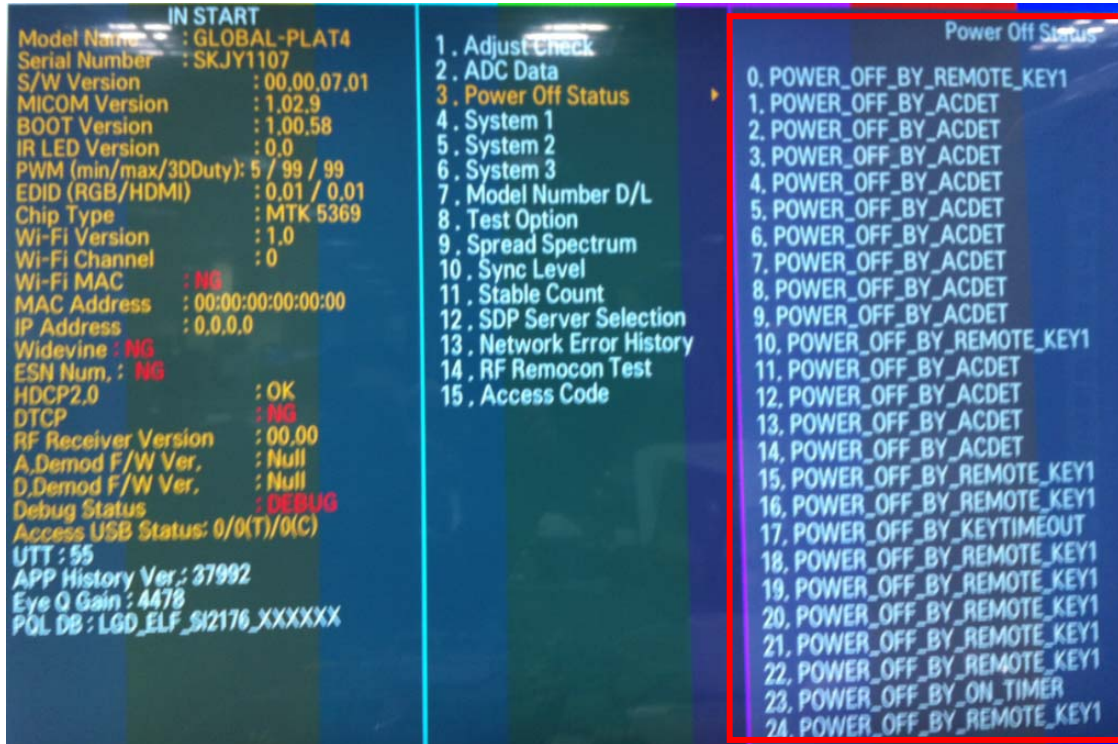 IN START
Model Name : GLOBAL-PLAT4
Serial Number : SKJY1107
S/W Version : 00,00,07,01
MICOM Version : 1,02,9
BOOT Version : 1,00,58
IR LED Version : 0,0
PWM (min/max/3DDuty): 5 / 99 / 99
EDID (RGB/HDMI) : 0,01 / 0,01
Chip Type : MTK 5369
Wi-Fi Version : 1,0
Wi-Fi Channel : 0
Wi-Fi MAC : NG
MAC Address : 00:00:00:00:00:00
IP Address : 0,0,0,0
Widevine : NG
ESN Num, : NG
HDCP2,0 : OK
DTCP : NG
RF Receiver Version : 00,00
A,Demod F/W Ver, : Null
D,Demod F/W Ver, : Null
Debug Status : DEBUG
Access USB Status: 0/0(T)/0(C)
UTT : 55
APP History Ver,: 37992
Eye Q Gain : 4478
PQL DB : LGD_ELF_SI2176_XXXXXX
1 , Adjust Check
2 , ADC Data
3 , Power Off Status
4 , System 1
5 , System 2
6 , System 3
7 , Model Number D/L
8 , Test Option
9 , Spread Spectrum
10 , Sync Level
11 , Stable Count
12 , SDP Server Selection
13 , Network Error History
14 , RF Remocon Test
15 , Access Code
Power Off Status
0, POWER_OFF_BY_REMOTE_KEY1
1, POWER_OFF_BY_ACDET
2, POWER_OFF_BY_ACDET
3, POWER_OFF_BY_ACDET
4, POWER_OFF_BY_ACDET
5, POWER_OFF_BY_ACDET
6, POWER_OFF_BY_ACDET
7, POWER_OFF_BY_ACDET
8, POWER_OFF_BY_ACDET
9, POWER_OFF_BY_ACDET
10, POWER_OFF_BY_REMOTE_KEY1
11, POWER_OFF_BY_ACDET
12, POWER_OFF_BY_ACDET
13, POWER_OFF_BY_ACDET
14, POWER_OFF_BY_ACDET
15, POWER_OFF_BY_REMOTE_KEY1
16, POWER_OFF_BY_REMOTE_KEY1
17, POWER_OFF_BY_KEYTIMEOUT
18, POWER_OFF_BY_REMOTE_KEY1
19, POWER_OFF_BY_REMOTE_KEY1
20, POWER_OFF_BY_REMOTE_KEY1
21, POWER_OFF_BY_REMOTE_KEY1
22, POWER_OFF_BY_REMOTE_KEY1
23, POWER_OFF_BY_ON_TIMER
24, POWER_OFF_BY_REMOTE_KEY1